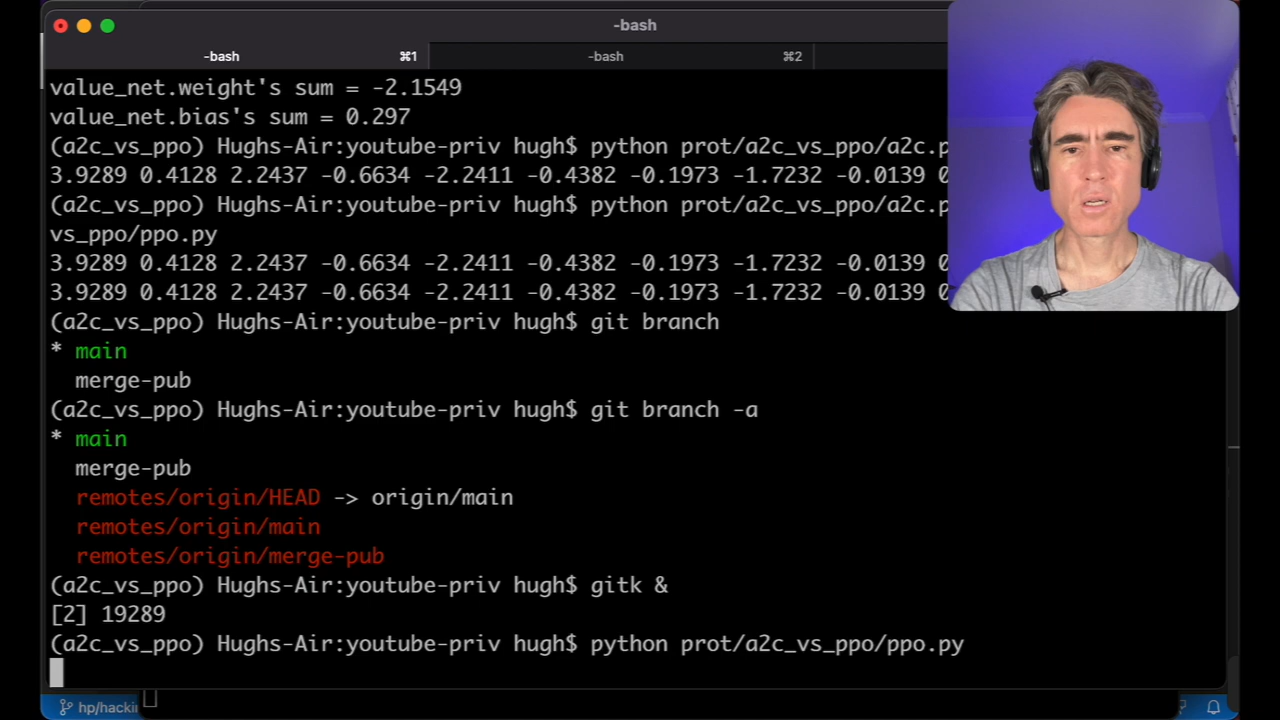 -bash
-bash ⌘1 -bash ⌘2
value_net.weight's sum = -2.1549
value_net.bias's sum = 0.297
(a2c_vs_ppo) Hughs-Air:youtube-priv hugh$ python prot/a2c_vs_ppo/a2c.p
3.9289 0.4128 2.2437 -0.6634 -2.2411 -0.4382 -0.1973 -1.7232 -0.0139 0
(a2c_vs_ppo) Hughs-Air:youtube-priv hugh$ python prot/a2c_vs_ppo/a2c.p
vs_ppo/ppo.py
3.9289 0.4128 2.2437 -0.6634 -2.2411 -0.4382 -0.1973 -1.7232 -0.0139 0
3.9289 0.4128 2.2437 -0.6634 -2.2411 -0.4382 -0.1973 -1.7232 -0.0139 0
(a2c_vs_ppo) Hughs-Air:youtube-priv hugh$ git branch
* main
merge-pub
(a2c_vs_ppo) Hughs-Air:youtube-priv hugh$ git branch -a
* main
merge-pub
remotes/origin/HEAD -> origin/main
remotes/origin/main
remotes/origin/merge-pub
(a2c_vs_ppo) Hughs-Air:youtube-priv hugh$ gitk &
[2] 19289
(a2c_vs_ppo) Hughs-Air:youtube-priv hugh$ python prot/a2c_vs_ppo/ppo.py
hp/hackin